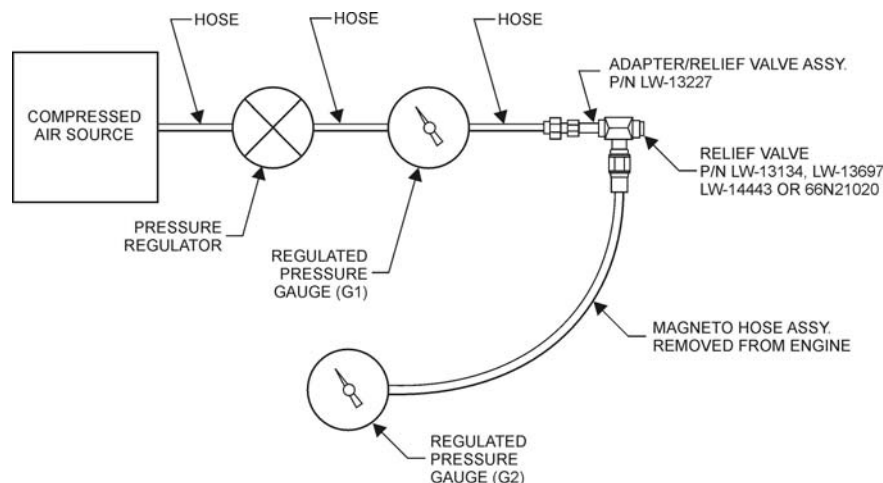 HOSE
HOSE
HOSE
ADAPTER/RELIEF VALVE ASSY.
P/N LW-13227
COMPRESSED
AIR SOURCE
RELIEF VALVE
P/N LW-13134, LW-13697
LW-14443 OR 66N21020
PRESSURE
REGULATOR
REGULATED
PRESSURE
GAUGE (G1)
MAGNETO HOSE ASSY.
REMOVED FROM ENGINE
REGULATED
PRESSURE
GAUGE (G2)